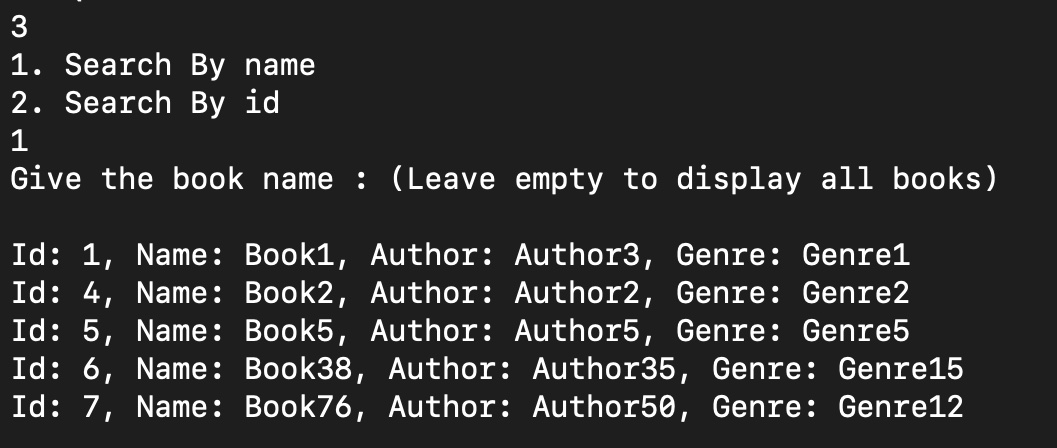 3
1. Search By name
2. Search By id
1
Give the book name : (Leave empty to display all books)
Id: 1, Name: Book1, Author: Author3, Genre: Genre1
Id: 4, Name: Book2, Author: Author2, Genre: Genre2
Id: 5, Name: Book5, Author: Author5, Genre: Genre5
Id: 6, Name: Book38, Author: Author35, Genre: Genre15
Id: 7, Name: Book76, Author: Author50, Genre: Genre12